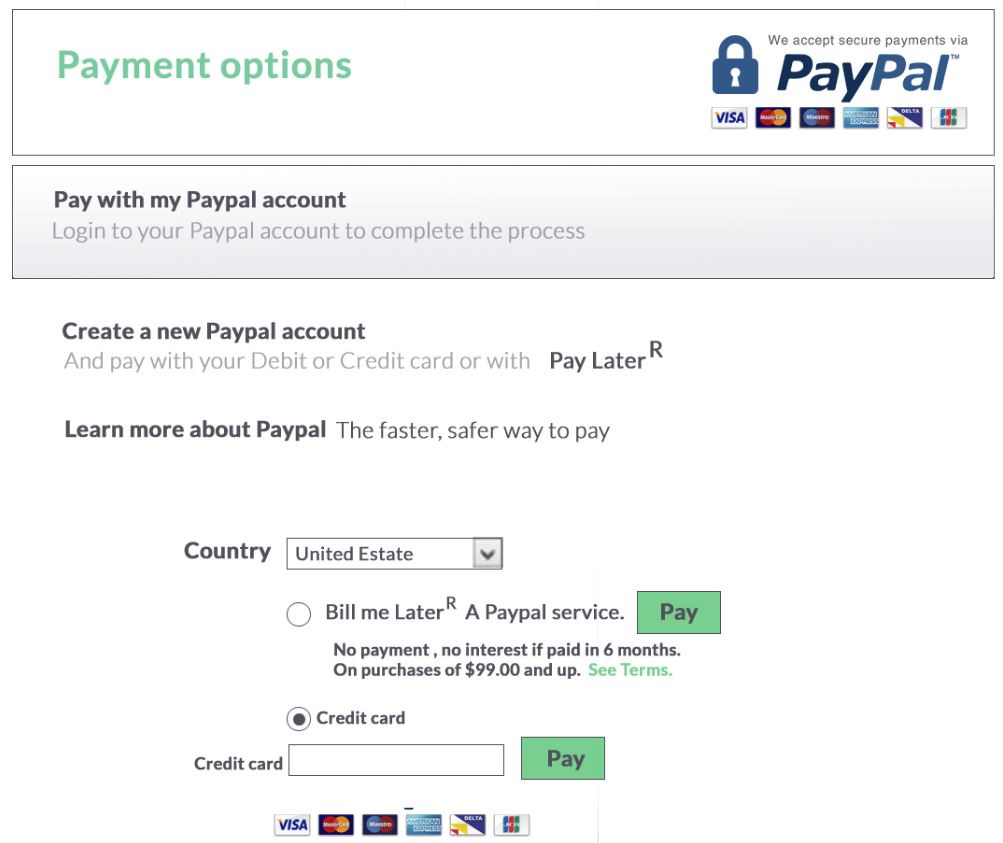 Payment options
We accept secure payments via
PayPal™
VISA MasterCard Maestro AMERICAN EXPRESS DELTA JCB
Pay with my Paypal account
Login to your Paypal account to complete the process
Create a new Paypal account
And pay with your Debit or Credit card or with Pay Later R
Learn more about Paypal The faster, safer way to pay
Country United Estate
Bill me Later R A Paypal service. Pay
No payment , no interest if paid in 6 months.
On purchases of $99.00 and up. See Terms.
Credit card
Credit card Pay
VISA MasterCard Maestro AMERICAN EXPRESS DELTA JCB